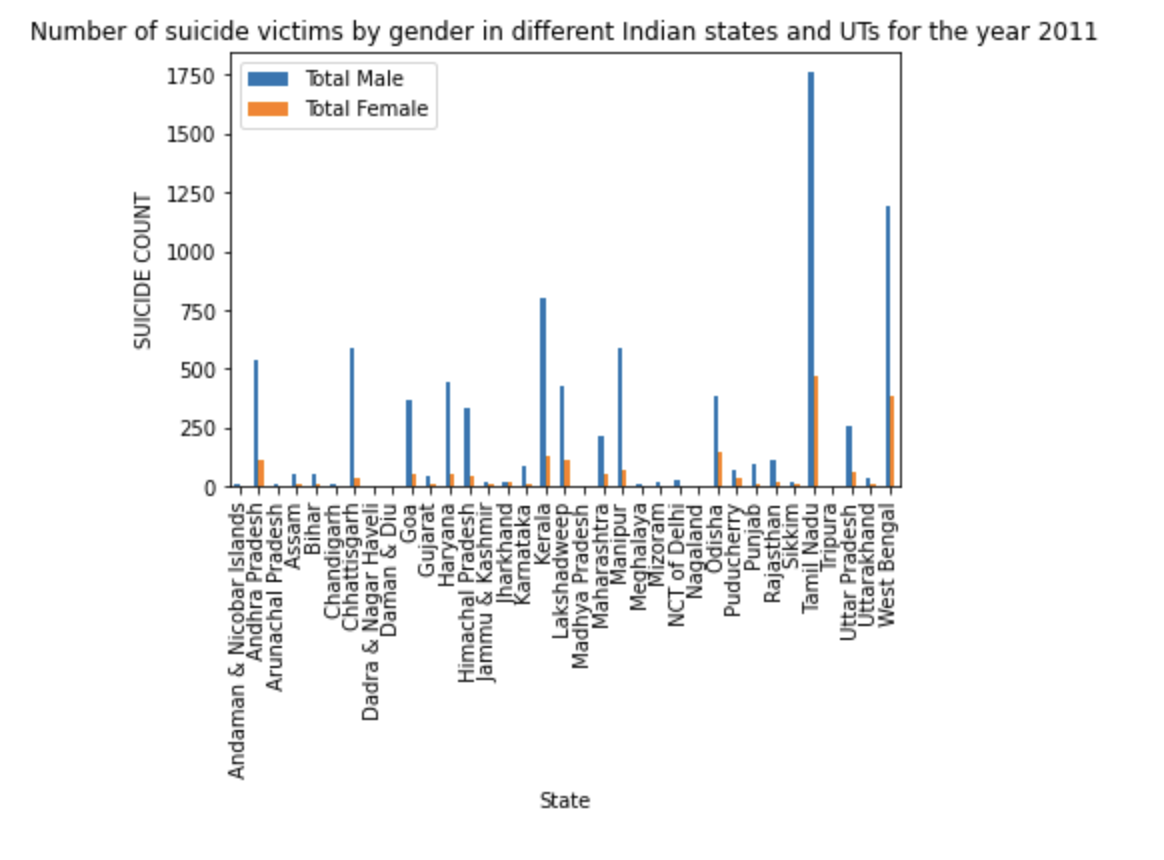 Number of suicide victims by gender in different Indian states and UTs for the year 2011
Total Male
Total Female
SUICIDE COUNT
1750
1500
1250
1000
750
500
250
0
Andaman & Nicobar Islands
Andhra Pradesh
Arunachal Pradesh
Assam
Bihar
Chandigarh
Chhattisgarh
Dadra & Nagar Haveli
Daman & Diu
Goa
Gujarat
Haryana
Himachal Pradesh
Jammu & Kashmir
Jharkhand
Karnataka
Kerala
Lakshadweep
Madhya Pradesh
Maharashtra
Manipur
Meghalaya
Mizoram
NCT of Delhi
Nagaland
Odisha
Puducherry
Punjab
Rajasthan
Sikkim
Tamil Nadu
Tripura
Uttar Pradesh
Uttarakhand
West Bengal
State